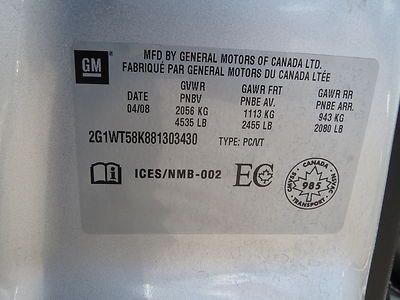 GM
MFD BY GENERAL MOTORS OF CANADA LTD.
FABRIQUÉ PAR GENERAL MOTORS DU CANADA LTÉE
GVWR GAWR FRT GAWR RR
04/08 PNBV PNBE AV. PNBE ARR.
2056 KG 1113 KG 943 KG
4535 LB 2455 LB 2080 LB
2G1WT58K881303430 TYPE: PC/VT
ICES/NMB-002 EC
CANADA
985
TRANSPORT